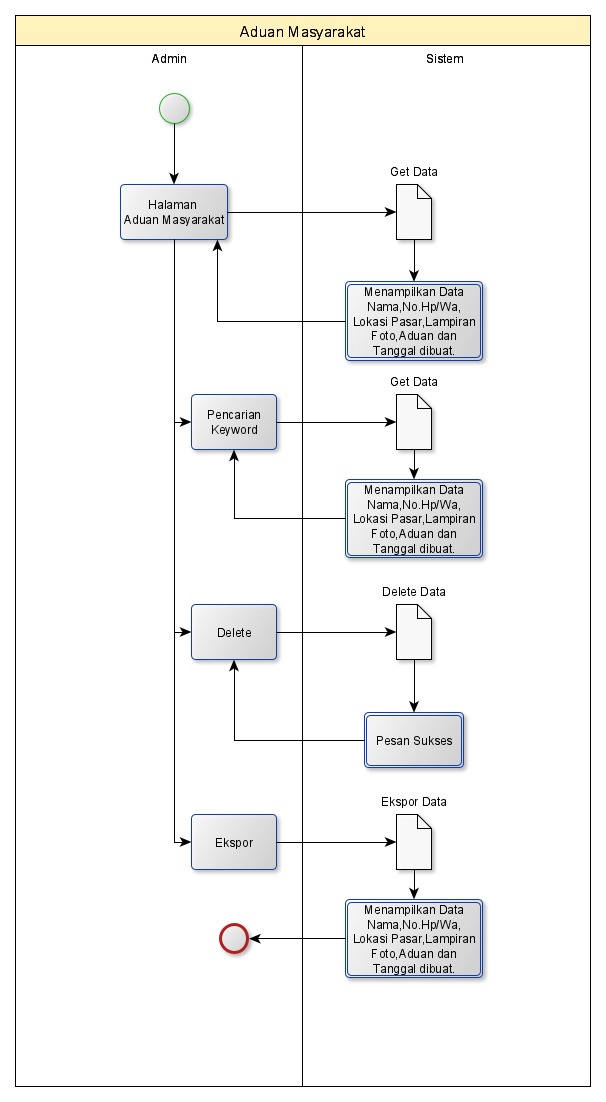 Aduan Masyarakat
Admin
Sistem
Halaman
Aduan Masyarakat
Get Data
Menampilkan Data
Nama,No.Hp/Wa,
Lokasi Pasar,Lampiran
Foto,Aduan dan
Tanggal dibuat.
Pencarian
Keyword
Get Data
Menampilkan Data
Nama,No.Hp/Wa,
Lokasi Pasar,Lampiran
Foto,Aduan dan
Tanggal dibuat.
Delete
Delete Data
Pesan Sukses
Ekspor
Ekspor Data
Menampilkan Data
Nama,No.Hp/Wa,
Lokasi Pasar,Lampiran
Foto,Aduan dan
Tanggal dibuat.